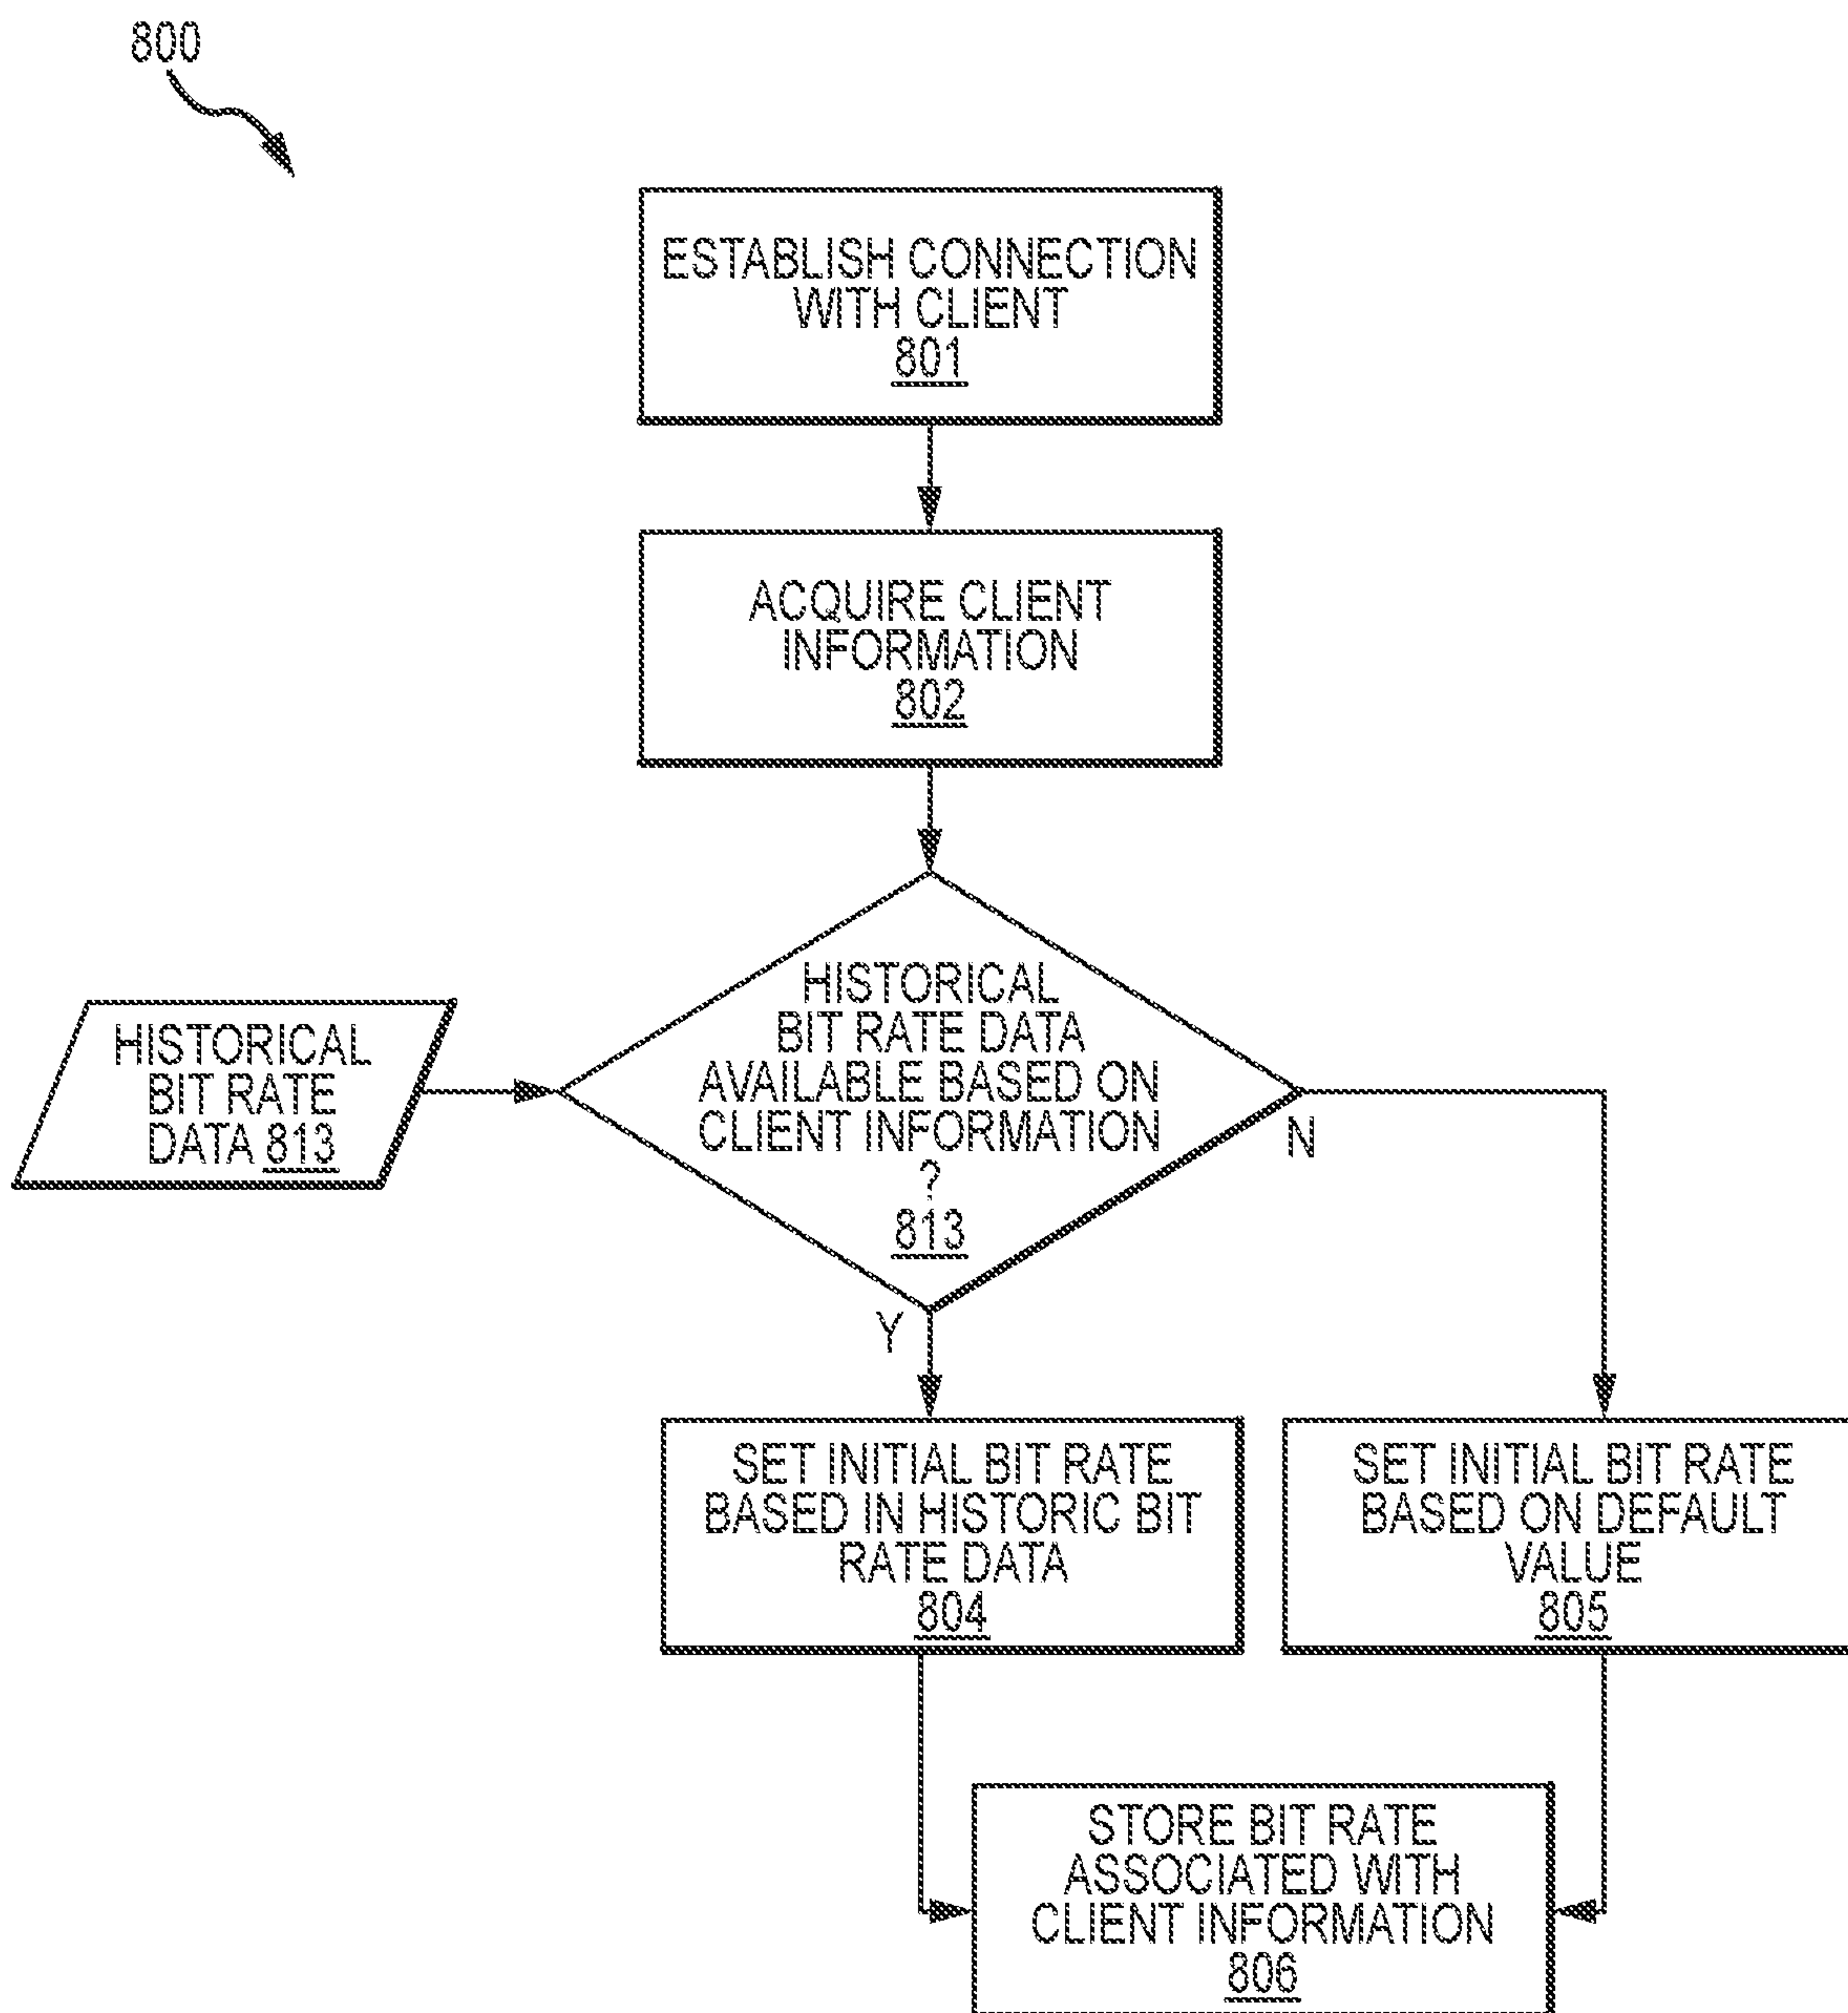 800
ESTABLISH CONNECTION
WITH CLIENT
801
ACQUIRE CLIENT
INFORMATION
802
HISTORICAL
BIT RATE
DATA 813
HISTORICAL
BIT RATE DATA
AVAILABLE BASED ON
CLIENT INFORMATION
?
813
N
Y
SET INITIAL BIT RATE
BASED IN HISTORIC BIT
RATE DATA
804
SET INITIAL BIT RATE
BASED ON DEFAULT
VALUE
805
STORE BIT RATE
ASSOCIATED WITH
CLIENT INFORMATION
806